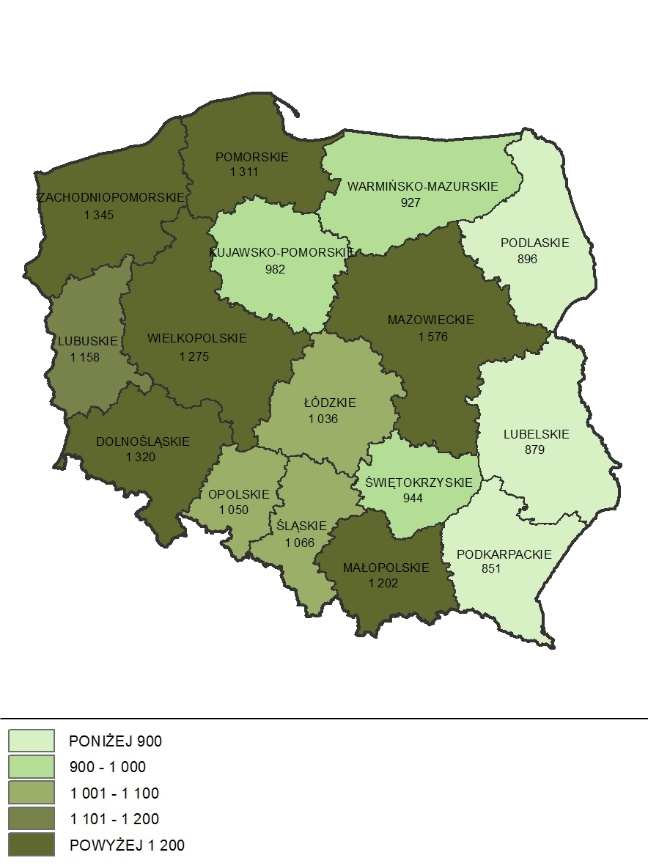 POMORSKIE
1 311
ZACHODNIOPOMORSKIE
1 345
WARMIŃSKO-MAZURSKIE
927
PODLASKIE
896
KUJAWSKO-POMORSKIE
982
MAZOWIECKIE
1 576
LUBUSKIE
1 158
WIELKOPOLSKIE
1 275
ŁÓDZKIE
1 036
LUBELSKIE
879
DOLNOŚLĄSKIE
1 320
OPOLSKIE
1 050
ŚLĄSKIE
1 066
ŚWIĘTOKRZYSKIE
944
MAŁOPOLSKIE
1 202
PODKARPACKIE
851
PONIŻEJ 900
900 - 1 000
1 001 - 1 100
1 101 - 1 200
POWYŻEJ 1 200